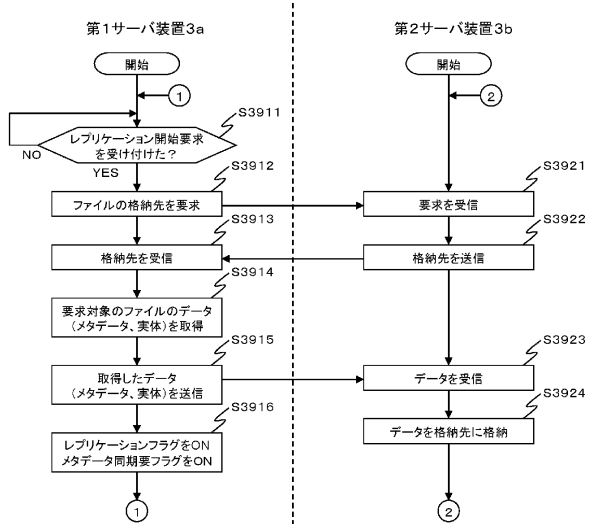 第1サーバ装置3a
第2サーバ装置3b
開始
開始
1
2
S3911
レプリケーション開始要求
を受け付けた？
NO
YES
S3912
S3921
ファイルの格納先を要求
要求を受信
S3913
S3922
格納先を受信
格納先を送信
S3914
要求対象のファイルのデータ
(メタデータ、実体)を取得
S3915
S3923
取得したデータ
(メタデータ、実体)を送信
データを受信
S3916
S3924
レプリケーションフラグをON
メタデータ同期要フラグをON
データを格納先に格納
1
2